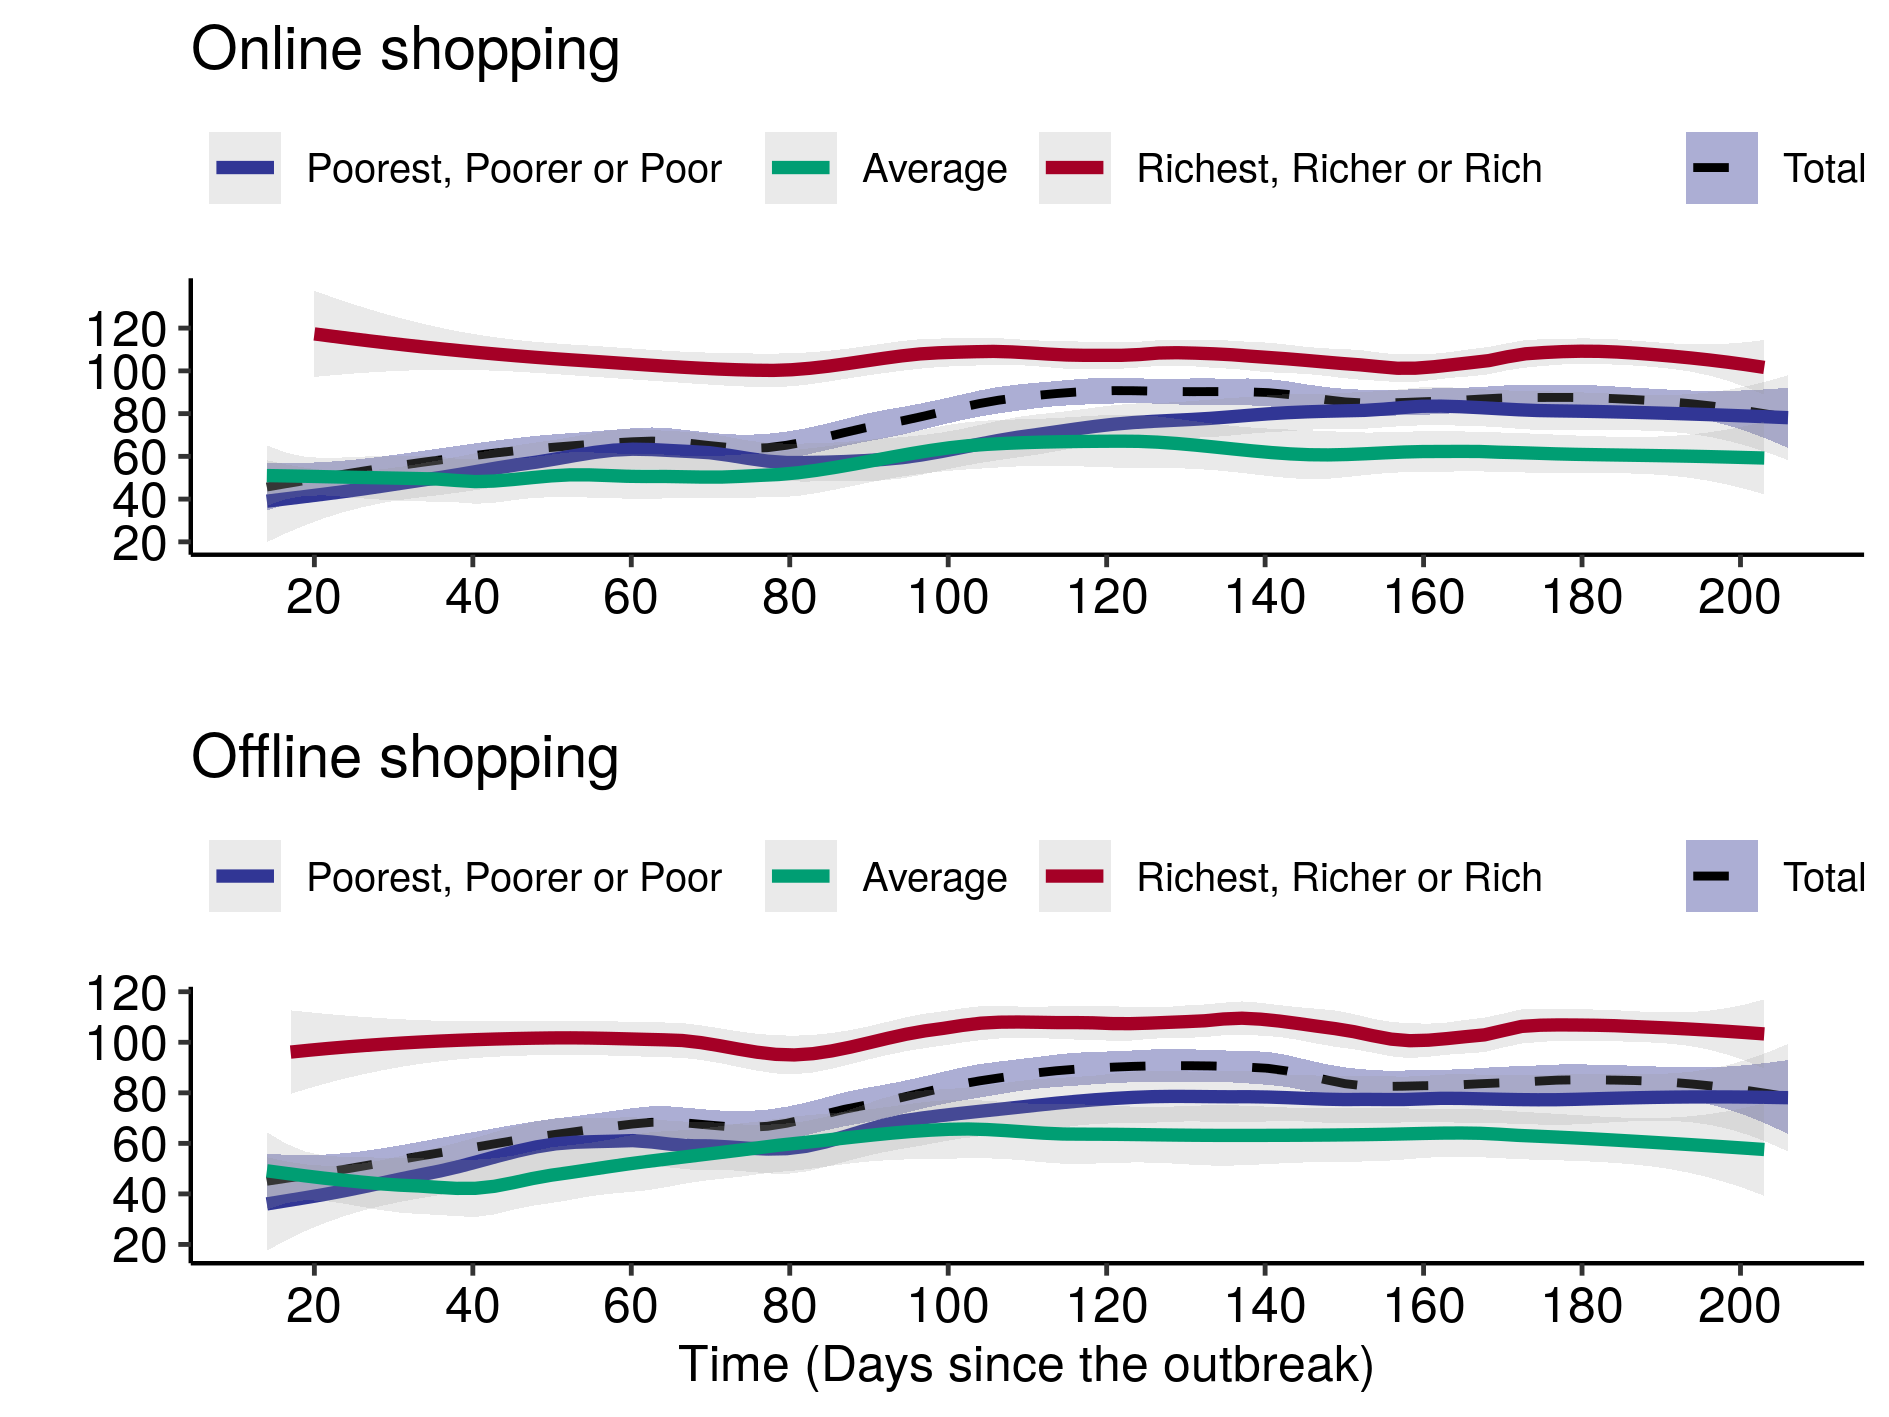 Online shopping
Poorest, Poorer or Poor Average Richest, Richer or Rich Total
120
100
80
60
40
20
20 40 60 80 100 120 140 160 180 200
Offline shopping
Poorest, Poorer or Poor Average Richest, Richer or Rich Total
120
100
80
60
40
20
20 40 60 80 100 120 140 160 180 200
Time (Days since the outbreak)